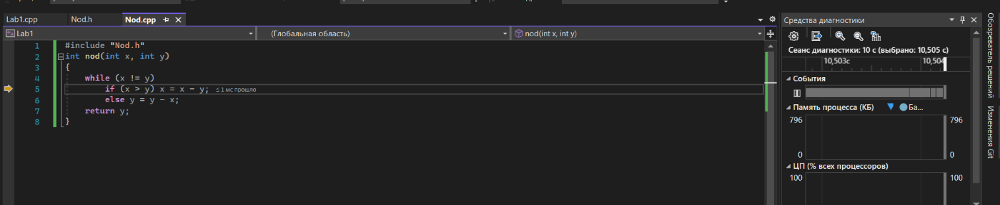 Lab1.cpp Nod.h Nod.cpp
Lab1 (Глобальная область) nod(int x, int y)
1 #include "Nod.h"
2 int nod(int x, int y)
3 {
4 while (x != y)
5 if (x > y) x = x - y; ≤ 1 мс прошло
6 else y = y - x;
7 return y;
8 }
Средства диагностики
Сеанс диагностики: 10 с (выбрано: 10,505 с)
10,503с 10,504
События
Память процесса (КБ) Ба...
796 796
0 0
ЦП (% всех процессоров)
100 100
Обозреватель решений
Изменения Git